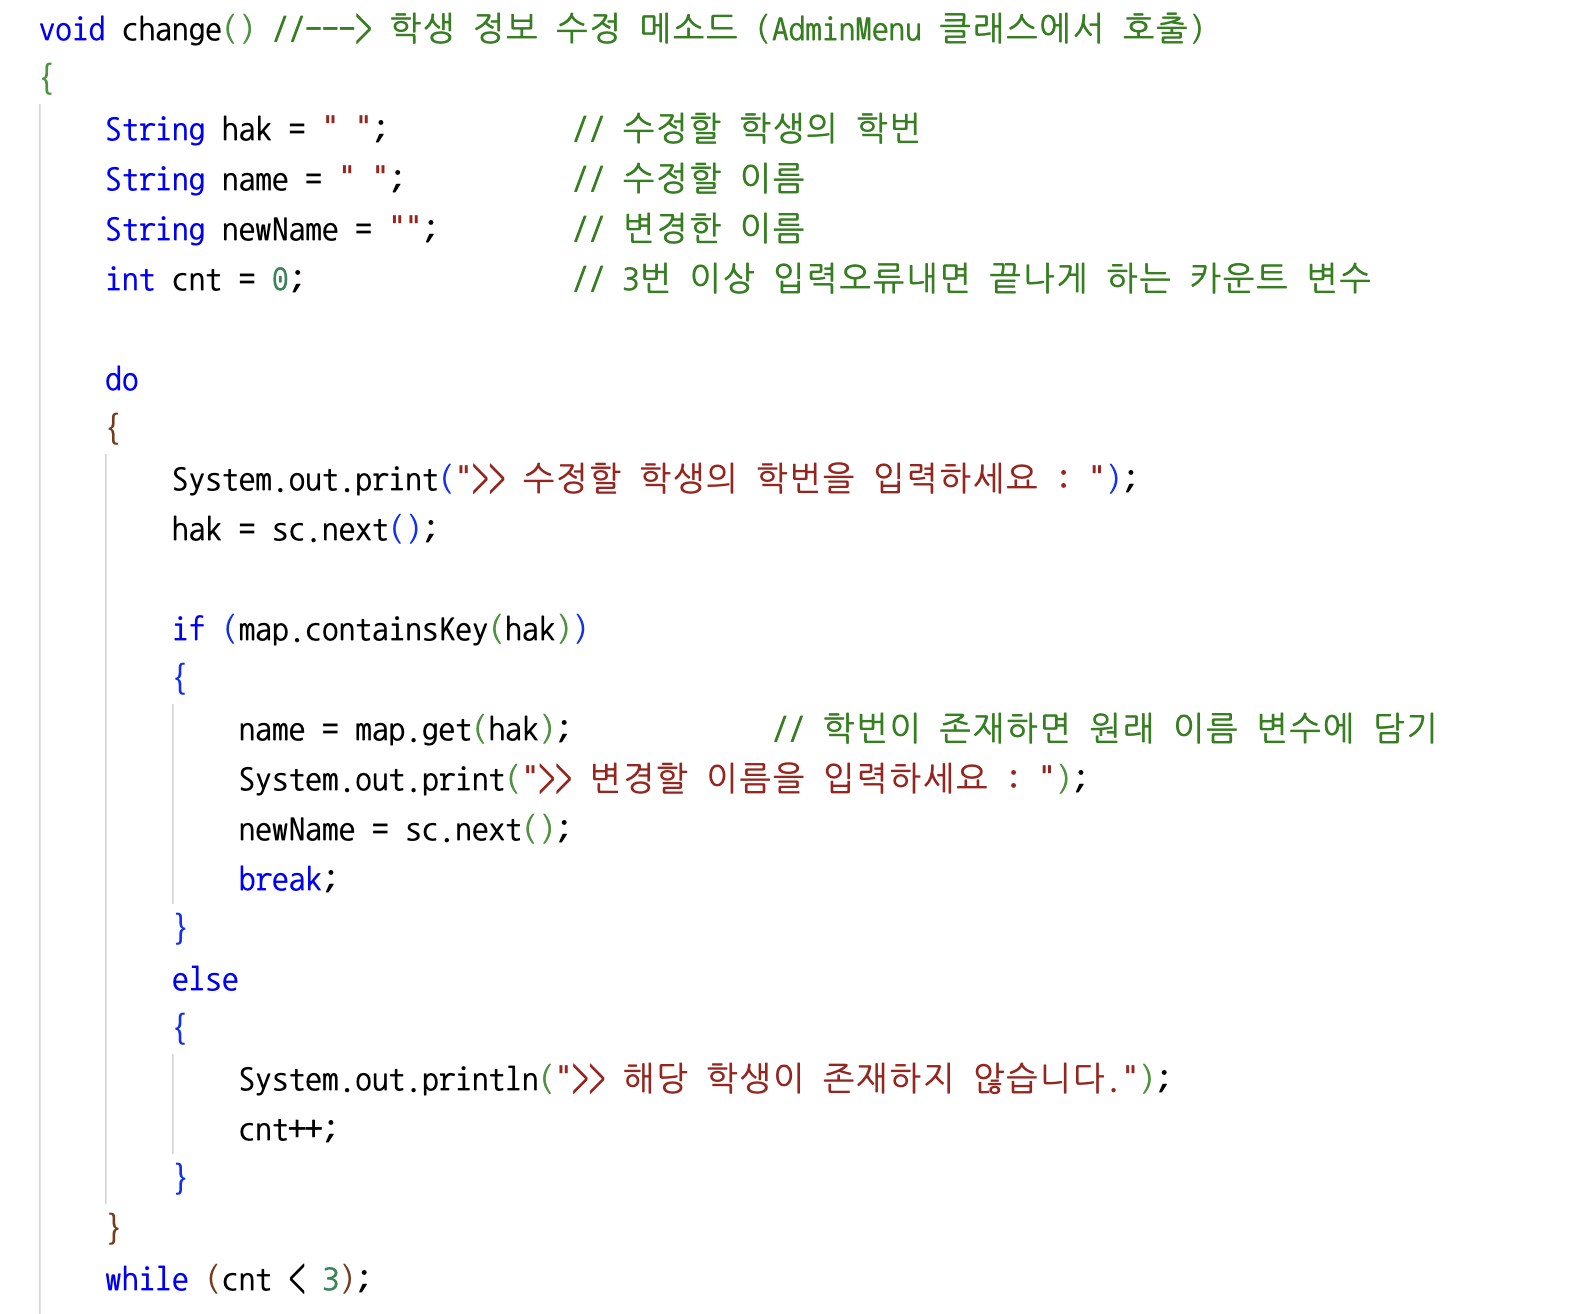 void change() //---> 학생 정보 수정 메소드 (AdminMenu 클래스에서 호출)
{
    String hak = " ";           // 수정할 학생의 학번
    String name = " ";          // 수정할 이름
    String newName = "";        // 변경한 이름
    int cnt = 0;                // 3번 이상 입력오류내면 끝나게 하는 카운트 변수

    do
    {
        System.out.print(">> 수정할 학생의 학번을 입력하세요 : ");
        hak = sc.next();

        if (map.containsKey(hak))
        {
            name = map.get(hak);            // 학번이 존재하면 원래 이름 변수에 담기
            System.out.print(">> 변경할 이름을 입력하세요 : ");
            newName = sc.next();
            break;
        }
        else
        {
            System.out.println(">> 해당 학생이 존재하지 않습니다.");
            cnt++;
        }
    }
    while (cnt < 3);